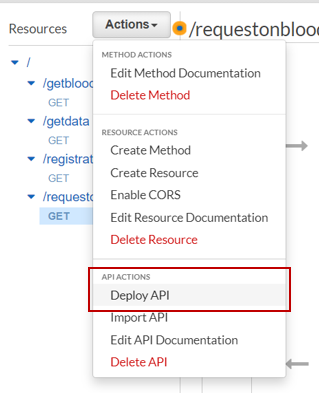 Resources
Actions
/requestonblood
/
/getblood
GET
/getdata
GET
/registrat
GET
/requesto
GET
METHOD ACTIONS
Edit Method Documentation
Delete Method
RESOURCE ACTIONS
Create Method
Create Resource
Enable CORS
Edit Resource Documentation
Delete Resource
API ACTIONS
Deploy API
Import API
Edit API Documentation
Delete API